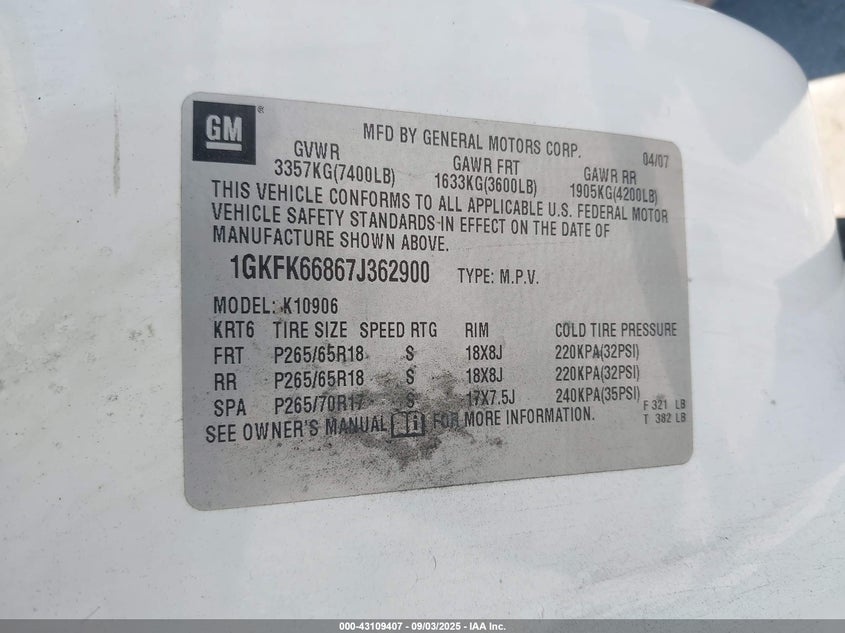 GM ®
MFD BY GENERAL MOTORS CORP. 04/07
GVWR GAWR FRT GAWR RR
3357KG(7400LB) 1633KG(3600LB) 1905KG(4200LB)
THIS VEHICLE CONFORMS TO ALL APPLICABLE U.S. FEDERAL MOTOR
VEHICLE SAFETY STANDARDS IN EFFECT ON THE DATE OF
MANUFACTURE SHOWN ABOVE.
1GKFK66867J362900 TYPE: M.P.V.
MODEL: K10906
KRT6 TIRE SIZE SPEED RTG RIM COLD TIRE PRESSURE
FRT P265/65R18 S 18X8J 220KPA(32PSI)
RR P265/65R18 S 18X8J 220KPA(32PSI)
SPA P265/70R17 S 17X7.5J 240KPA(35PSI)
F 321 LB
T 382 LB
SEE OWNER'S MANUAL FOR MORE INFORMATION.
000-43109407 - 09/03/2025 - IAA Inc.